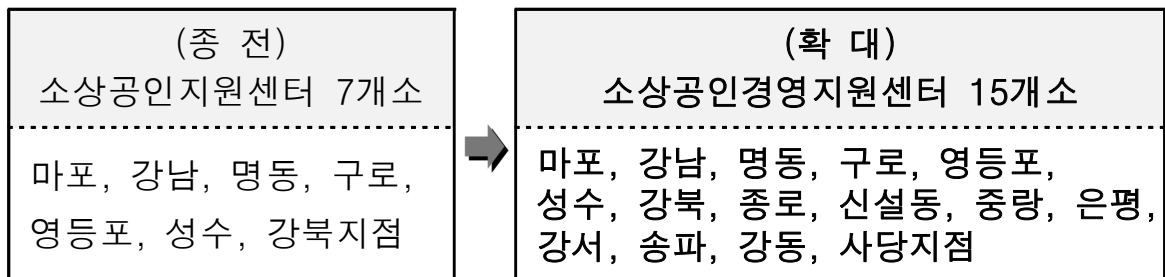 (종 전)
소상공인지원센터 7개소
마포, 강남, 명동, 구로,
영등포, 성수, 강북지점
(확 대)
소상공인경영지원센터 15개소
마포, 강남, 명동, 구로, 영등포,
성수, 강북, 종로, 신설동, 중랑, 은평,
강서, 송파, 강동, 사당지점